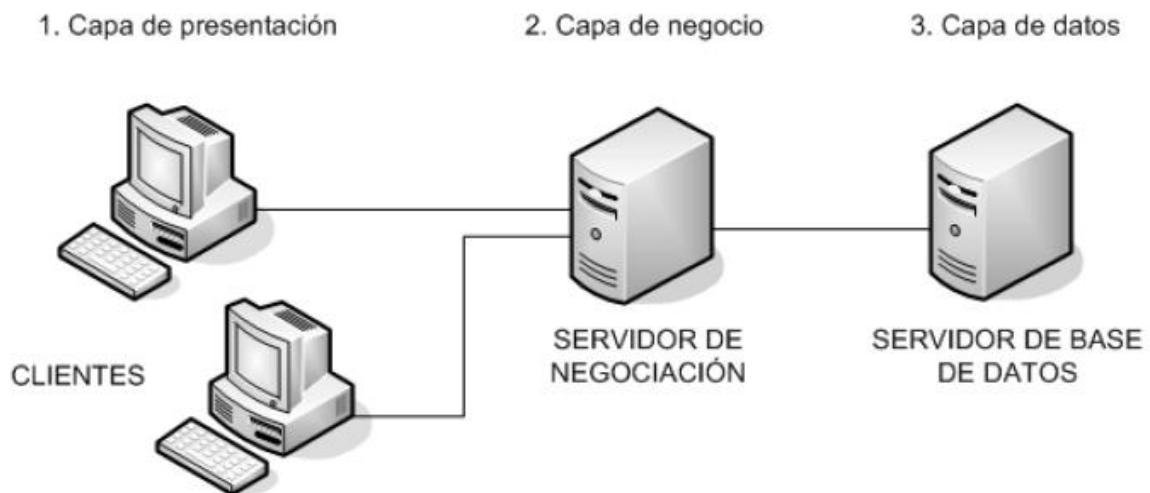 1. Capa de presentación
2. Capa de negocio
3. Capa de datos
CLIENTES
SERVIDOR DE
NEGOCIACIÓN
SERVIDOR DE BASE
DE DATOS